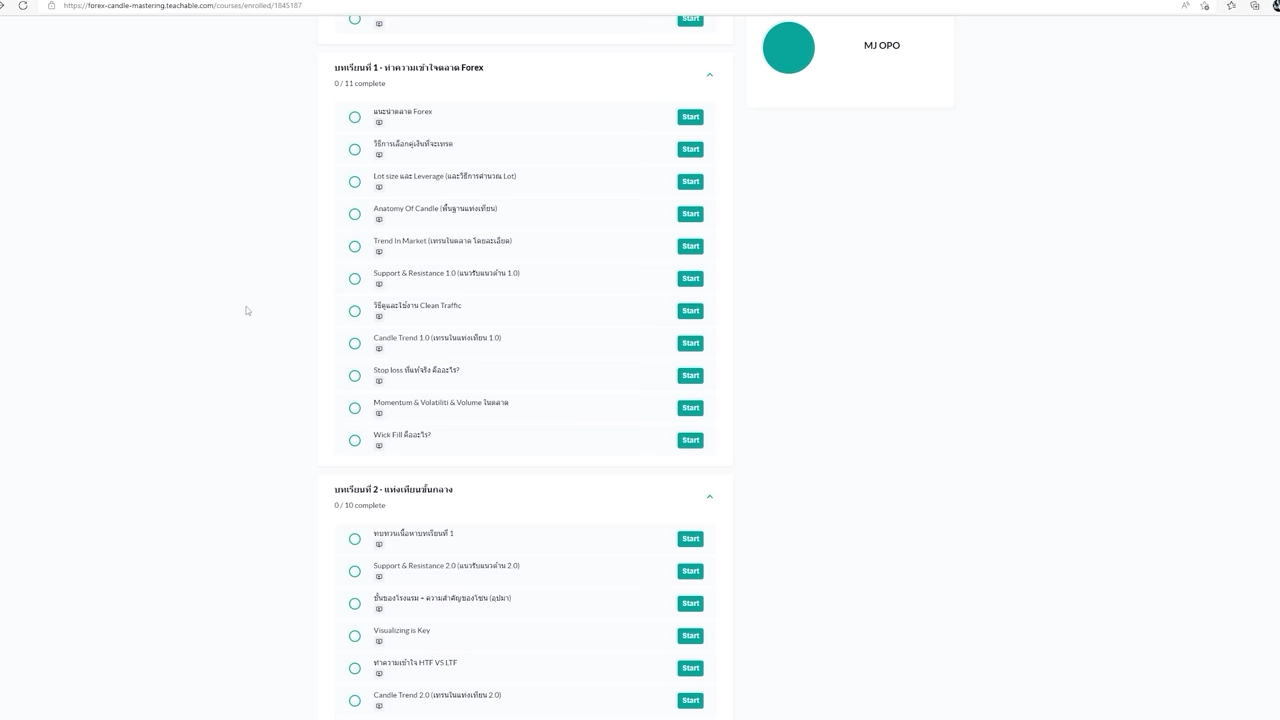 https://forex-candle-mastering.teachable.com/courses/enrolled/1845187
Start
MJ OPO
บทเรียนที่ 1 - ทำความเข้าใจตลาด Forex
0 / 11 complete
แนะนำตลาด Forex
Start
วิธีการเลือกคู่เงินที่จะเทรด
Start
Lot size และ Leverage (และวิธีการคำนวณ Lot)
Start
Anatomy Of Candle (พื้นฐานแท่งเทียน)
Start
Trend In Market (เทรนในตลาด โดยละเอียด)
Start
Support & Resistance 1.0 (แนวรับแนวต้าน 1.0)
Start
วิธีดูและใช้งาน Clean Traffic
Start
Candle Trend 1.0 (เทรนในแท่งเทียน 1.0)
Start
Stop loss ที่แท้จริง คืออะไร?
Start
Momentum & Volatiliti & Volume ในตลาด
Start
Wick Fill คืออะไร?
Start
บทเรียนที่ 2 - แท่งเทียนขั้นกลาง
0 / 10 complete
ทบทวนเนื้อหาบทเรียนที่ 1
Start
Support & Resistance 2.0 (แนวรับแนวต้าน 2.0)
Start
ชั้นของโรงแรม + ความสำคัญของโซน (อุปมา)
Start
Visualizing is Key
Start
ทำความเข้าใจ HTF VS LTF
Start
Candle Trend 2.0 (เทรนในแท่งเทียน 2.0)
Start